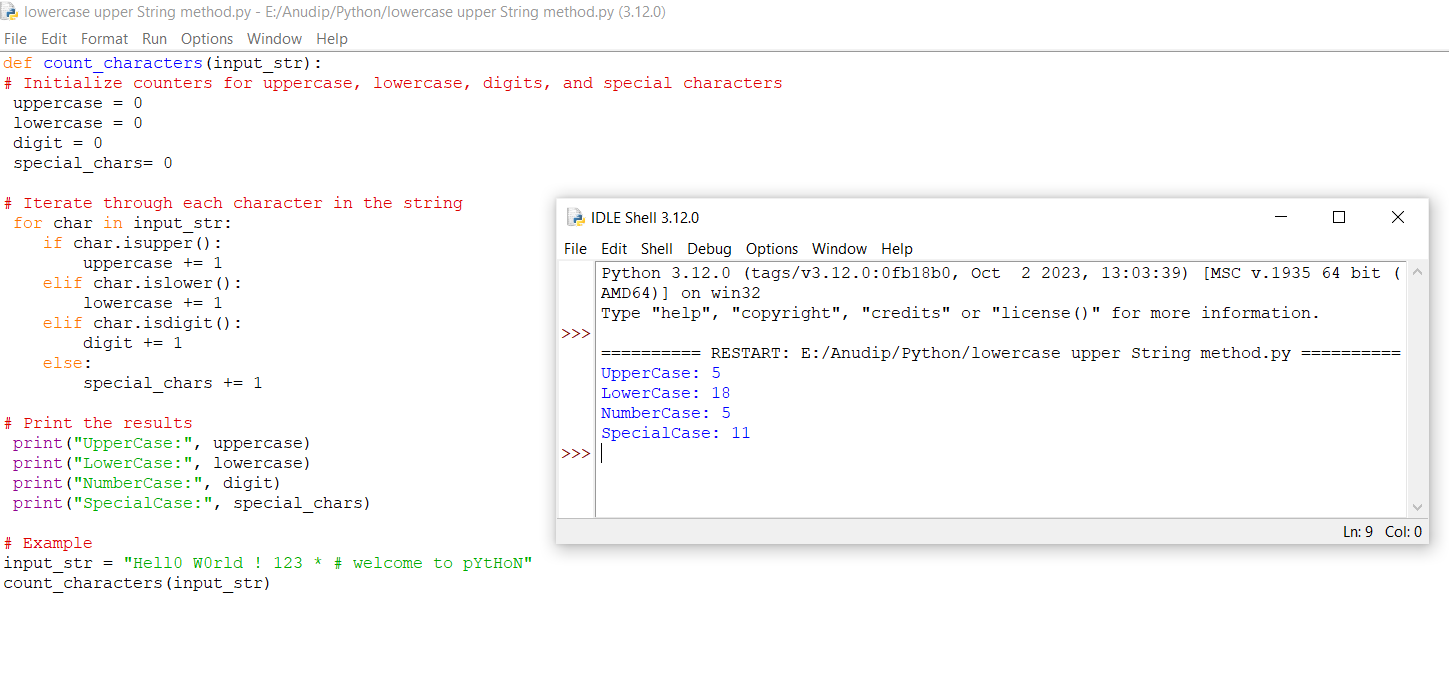 lowercase upper String method.py - E:/Anudip/Python/lowercase upper String method.py (3.12.0)
File Edit Format Run Options Window Help
def count_characters(input_str):
# Initialize counters for uppercase, lowercase, digits, and special characters
 uppercase = 0
 lowercase = 0
 digit = 0
 special_chars= 0
# Iterate through each character in the string
 for char in input_str:
    if char.isupper():
        uppercase += 1
    elif char.islower():
        lowercase += 1
    elif char.isdigit():
        digit += 1
    else:
        special_chars += 1
# Print the results
 print("UpperCase:", uppercase)
 print("LowerCase:", lowercase)
 print("NumberCase:", digit)
 print("SpecialCase:", special_chars)
# Example
input_str = "Hell0 W0rld ! 123 * # welcome to pYtHoN"
count_characters(input_str)
IDLE Shell 3.12.0
File Edit Shell Debug Options Window Help
Python 3.12.0 (tags/v3.12.0:0fb18b0, Oct  2 2023, 13:03:39) [MSC v.1935 64 bit (
AMD64)] on win32
Type "help", "copyright", "credits" or "license()" for more information.
>>>
========== RESTART: E:/Anudip/Python/lowercase upper String method.py ==========
UpperCase: 5
LowerCase: 18
NumberCase: 5
SpecialCase: 11
>>>
Ln: 9 Col: 0